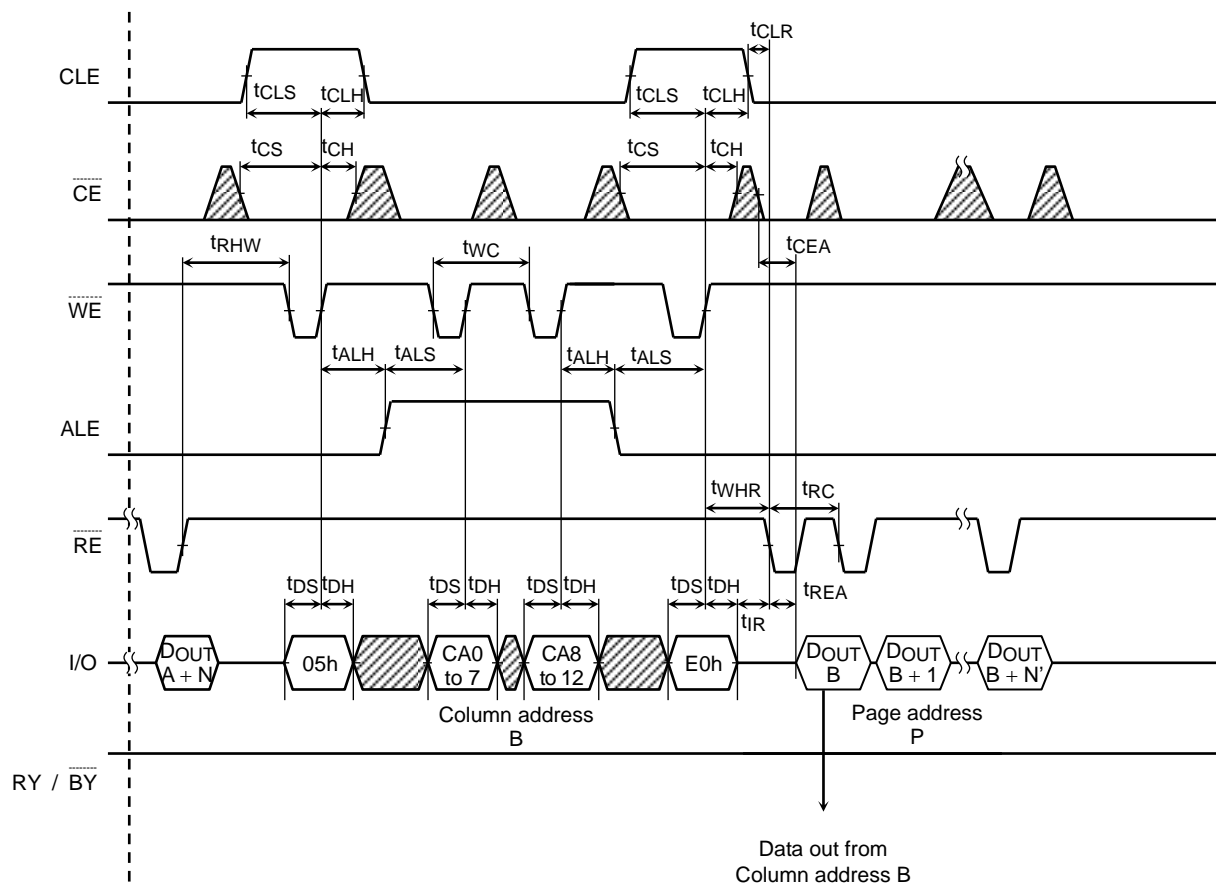 tCLR
CLE
tCLS tCLH tCLS tCLH
tCS tCH tCS tCH
CE
tRHW tWC tCEA
WE
tALH tALS tALH tALS
ALE
tWHR tRC
RE
tDS tDH tDS tDH tDS tDH tDS tDH tREA
tIR
I/O
DOUT
A + N
05h
CA0
to 7
CA8
to 12
E0h
DOUT
B
DOUT
B + 1
DOUT
B + N’
Column address
B
Page address
P
RY / BY
Data out from
Column address B